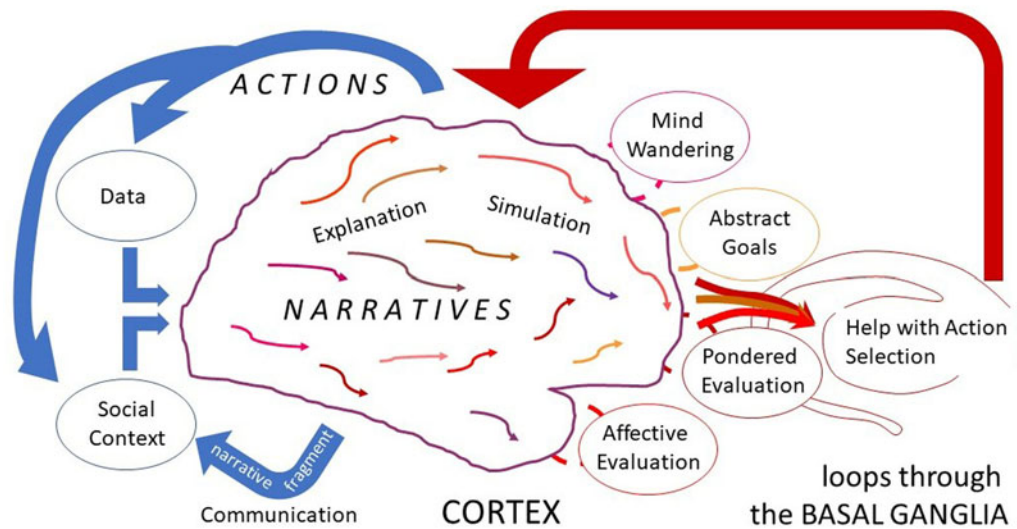 ACTIONS
Mind
Wandering
Data
Explanation
Simulation
Abstract
Goals
NARRATIVES
Help with Action
Selection
Pondered
Evaluation
Social
Context
narrative
fragment
Communication
Affective
Evaluation
CORTEX
loops through
the BASAL GANGLIA